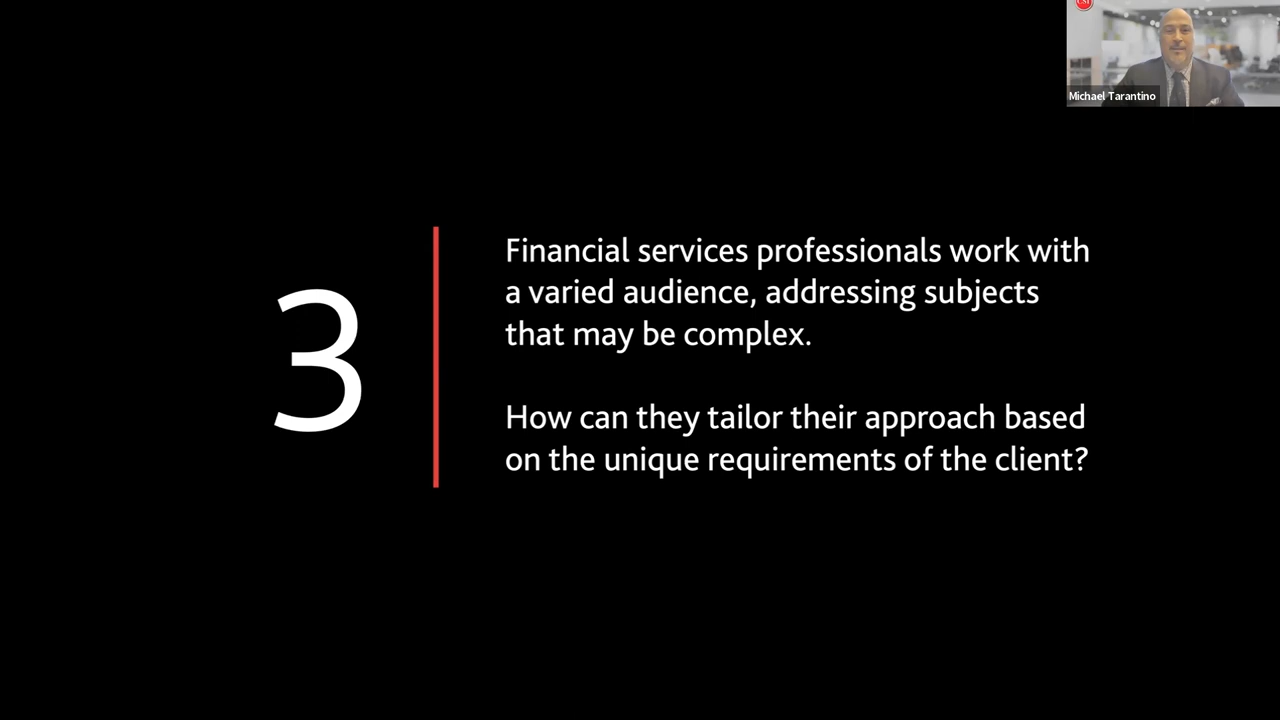 CSI
Michael Tarantino
3
Financial services professionals work with
a varied audience, addressing subjects
that may be complex.
How can they tailor their approach based
on the unique requirements of the client?